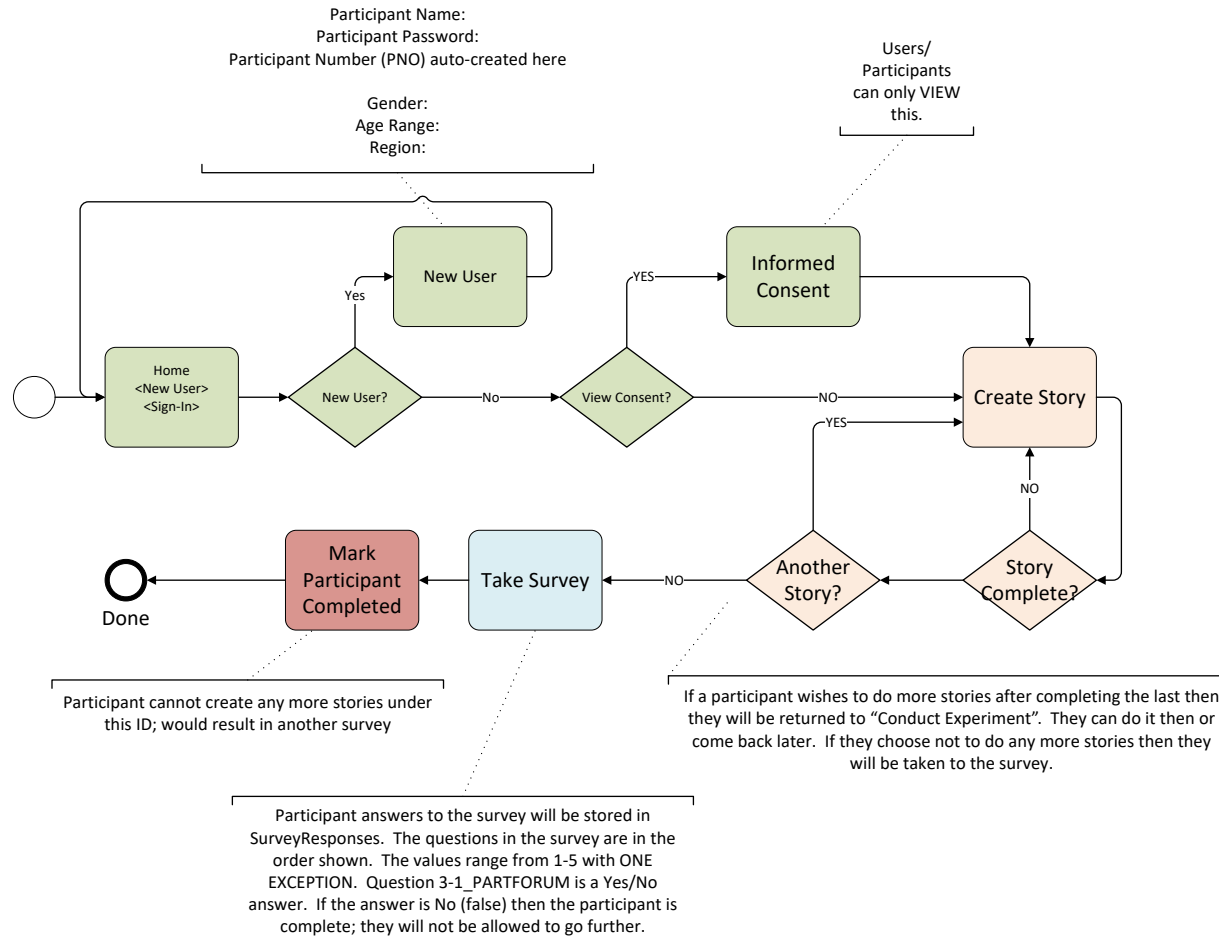 Participant Name:
Participant Password:
Participant Number (PNO) auto-created here
Gender:
Age Range:
Region:
Users/
Participants
can only VIEW
this.
New User
Yes
Informed
Consent
YES
Home
<New User>
<Sign-In>
New User?
No
View Consent?
NO
Create Story
YES
NO
Mark
Participant
Completed
Take Survey
NO
Another
Story?
Story
Complete?
Done
Participant cannot create any more stories under
this ID; would result in another survey
If a participant wishes to do more stories after completing the last then
they will be returned to “Conduct Experiment”. They can do it then or
come back later. If they choose not to do any more stories then they
will be taken to the survey.
Participant answers to the survey will be stored in
SurveyResponses. The questions in the survey are in the
order shown. The values range from 1-5 with ONE
EXCEPTION. Question 3-1_PARTFORUM is a Yes/No
answer. If the answer is No (false) then the participant is
complete; they will not be allowed to go further.